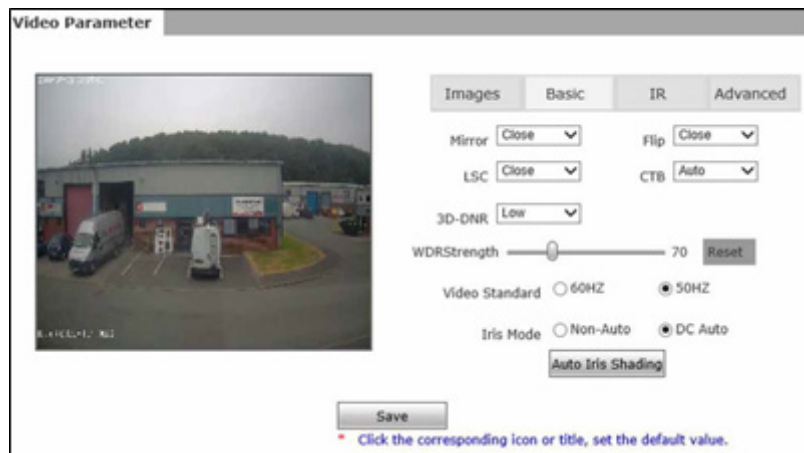 Video Parameter
Images Basic IR Advanced
Mirror Close Flip Close
LSC Close CTB Auto
3D-DNR Low
WDRStrength 70 Reset
Video Standard 60HZ 50HZ
Iris Mode Non-Auto DC Auto
Auto Iris Shading
Save
* Click the corresponding icon or title, set the default value.